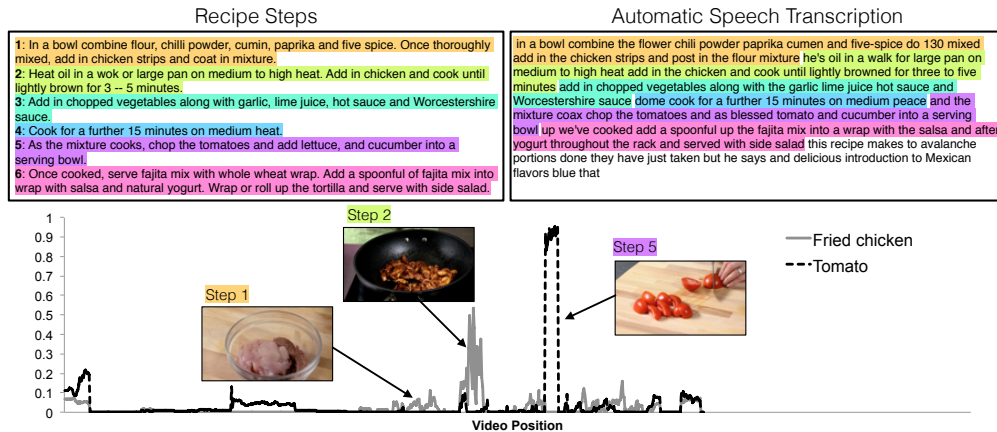 Recipe Steps
1: In a bowl combine flour, chilli powder, cumin, paprika and five spice. Once thoroughly
mixed, add in chicken strips and coat in mixture.
2: Heat oil in a wok or large pan on medium to high heat. Add in chicken and cook until
lightly brown for 3 -- 5 minutes.
3: Add in chopped vegetables along with garlic, lime juice, hot sauce and Worcestershire
sauce.
4: Cook for a further 15 minutes on medium heat.
5: As the mixture cooks, chop the tomatoes and add lettuce, and cucumber into a
serving bowl.
6: Once cooked, serve fajita mix with whole wheat wrap. Add a spoonful of fajita mix into
wrap with salsa and natural yogurt. Wrap or roll up the tortilla and serve with side salad.
Automatic Speech Transcription
in a bowl combine the flower chili powder paprika cumen and five-spice do 130 mixed
add in the chicken strips and post in the flour mixture he's oil in a walk for large pan on
medium to high heat add in the chicken and cook until lightly browned for three to five
minutes add in chopped vegetables along with the garlic lime juice hot sauce and
Worcestershire sauce dome cook for a further 15 minutes on medium peace and the
mixture coax chop the tomatoes and as blessed tomato and cucumber into a serving
bowl up we've cooked add a spoonful up the fajita mix into a wrap with the salsa and after
yogurt throughout the rack and served with side salad this recipe makes to avalanche
portions done they have just taken but he says and delicious introduction to Mexican
flavors blue that
1
0.9
0.8
0.7
0.6
0.5
0.4
0.3
0.2
0.1
0
Step 1
Step 2
Step 5
Fried chicken
Tomato
Video Position